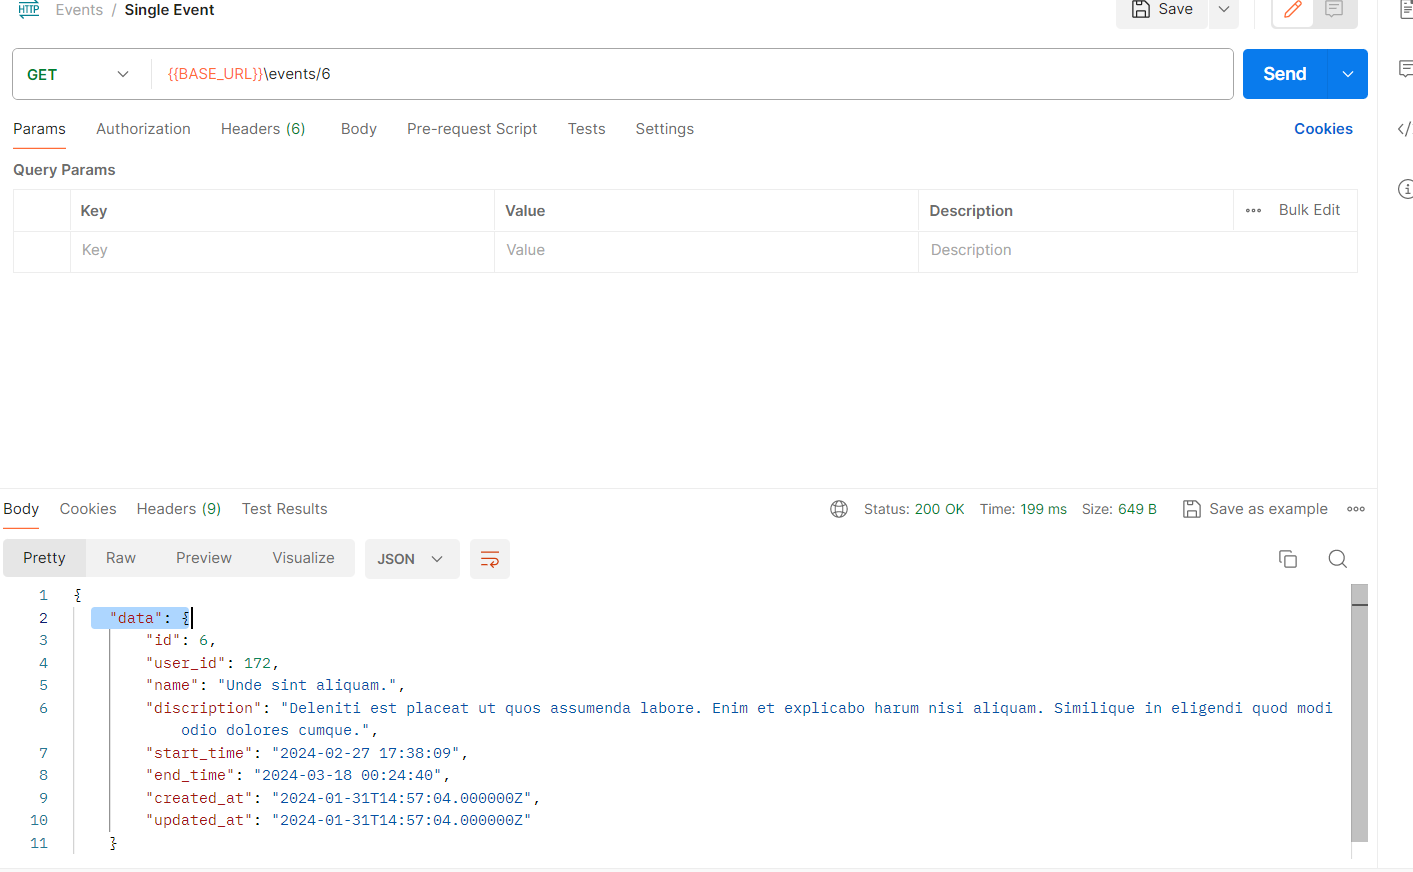 HTTP Events / Single Event Save
GET {{BASE_URL}}\events/6 Send
Params Authorization Headers (6) Body Pre-request Script Tests Settings Cookies
Query Params
Key Value Description Bulk Edit
Key Value Description
Body Cookies Headers (9) Test Results Status: 200 OK Time: 199 ms Size: 649 B Save as example
Pretty Raw Preview Visualize JSON
1 {
2 "data": {
3 "id": 6,
4 "user_id": 172,
5 "name": "Unde sint aliquam.",
6 "discription": "Deleniti est placeat ut quos assumenda labore. Enim et explicabo harum nisi aliquam. Similique in eligendi quod modi
odio dolores cumque.",
7 "start_time": "2024-02-27 17:38:09",
8 "end_time": "2024-03-18 00:24:40",
9 "created_at": "2024-01-31T14:57:04.000000Z",
10 "updated_at": "2024-01-31T14:57:04.000000Z"
11 }